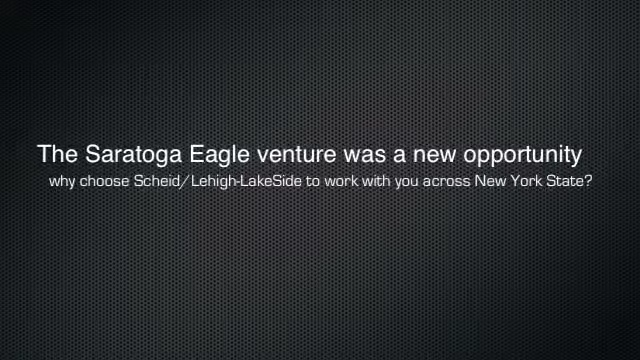 The Saratoga Eagle venture was a new opportunity
why choose Scheid/Lehigh-LakeSide to work with you across New York State?